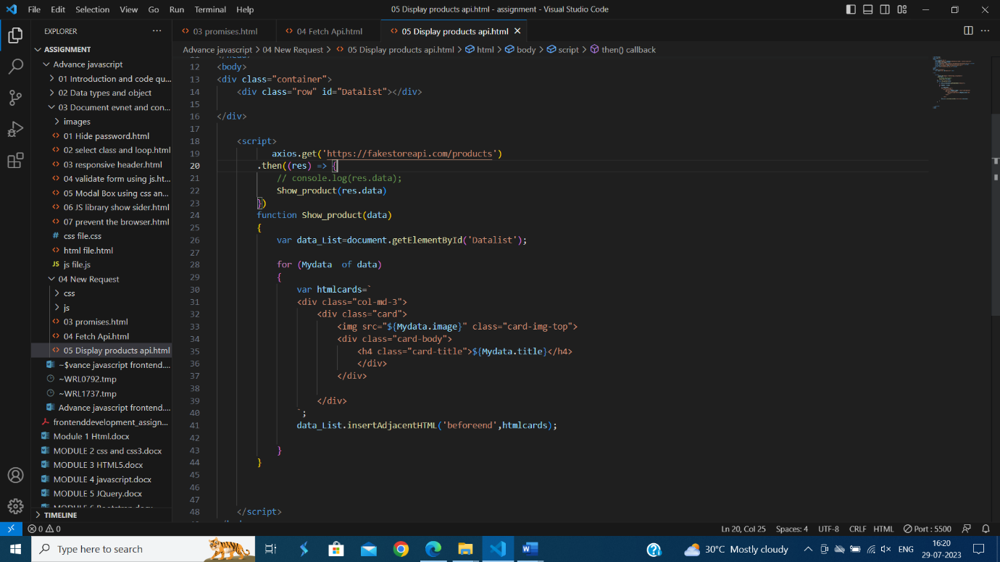 File Edit Selection View Go Run Terminal Help
05 Display products api.html - assignment - Visual Studio Code
EXPLORER
03 promises.html
04 Fetch Api.html
05 Display products api.html
ASSIGNMENT
Advance javascript > 04 New Request > 05 Display products api.html > html > body > script > then() callback
Advance javascript
01 Introduction and code qu...
02 Data types and object
03 Document evnet and con...
images
01 Hide password.html
02 select class and loop.html
03 responsive header.html
04 validate form using js.ht...
05 Modal Box using css an...
06 JS library show sider.html
07 prevent the browser.html
# css file.css
html file.html
JS js file.js
04 New Request
css
js
03 promises.html
04 Fetch Api.html
05 Display products api.html
~$vance javascript frontend....
~WRL0792.tmp
~WRL1737.tmp
Advance javascript frontend....
frontenddevelopment_assign...
Module 1 Html.docx
MODULE 2 css and css3.docx
MODULE 3 HTML5.docx
MODULE 4 javascript.docx
MODULE 5 JQuery.docx
TIMELINE
12 <body>
13 <div class="container">
14 <div class="row" id="Datalist"></div>
15
16 </div>
17
18 <script>
19 axios.get('https://fakestoreapi.com/products')
20 .then((res) => {
21 // console.log(res.data);
22 Show_product(res.data)
23 })
24 function Show_product(data)
25 {
26 var data_List=document.getElementById('Datalist');
27
28 for (Mydata of data)
29 {
30 var htmlcards=`
31 <div class="col-md-3">
32 <div class="card">
33 <img src="${Mydata.image}" class="card-img-top">
34 <div class="card-body">
35 <h4 class="card-title">${Mydata.title}</h4>
36 </div>
37 </div>
38
39 </div>
40 `;
41 data_List.insertAdjacentHTML('beforeend',htmlcards);
42
43 }
44 }
45
46
47
48 </script>
0 0
Ln 20, Col 25 Spaces: 4 UTF-8 CRLF HTML Port : 5500
Type here to search
30°C Mostly cloudy
ENG
16:20
29-07-2023